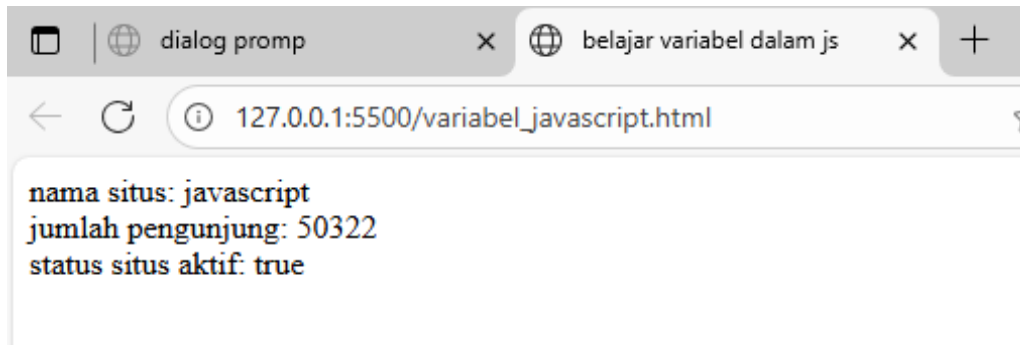 dialog promp
belajar variabel dalam js
127.0.0.1:5500/variabel_javascript.html
nama situs: javascript
jumlah pengunjung: 50322
status situs aktif: true